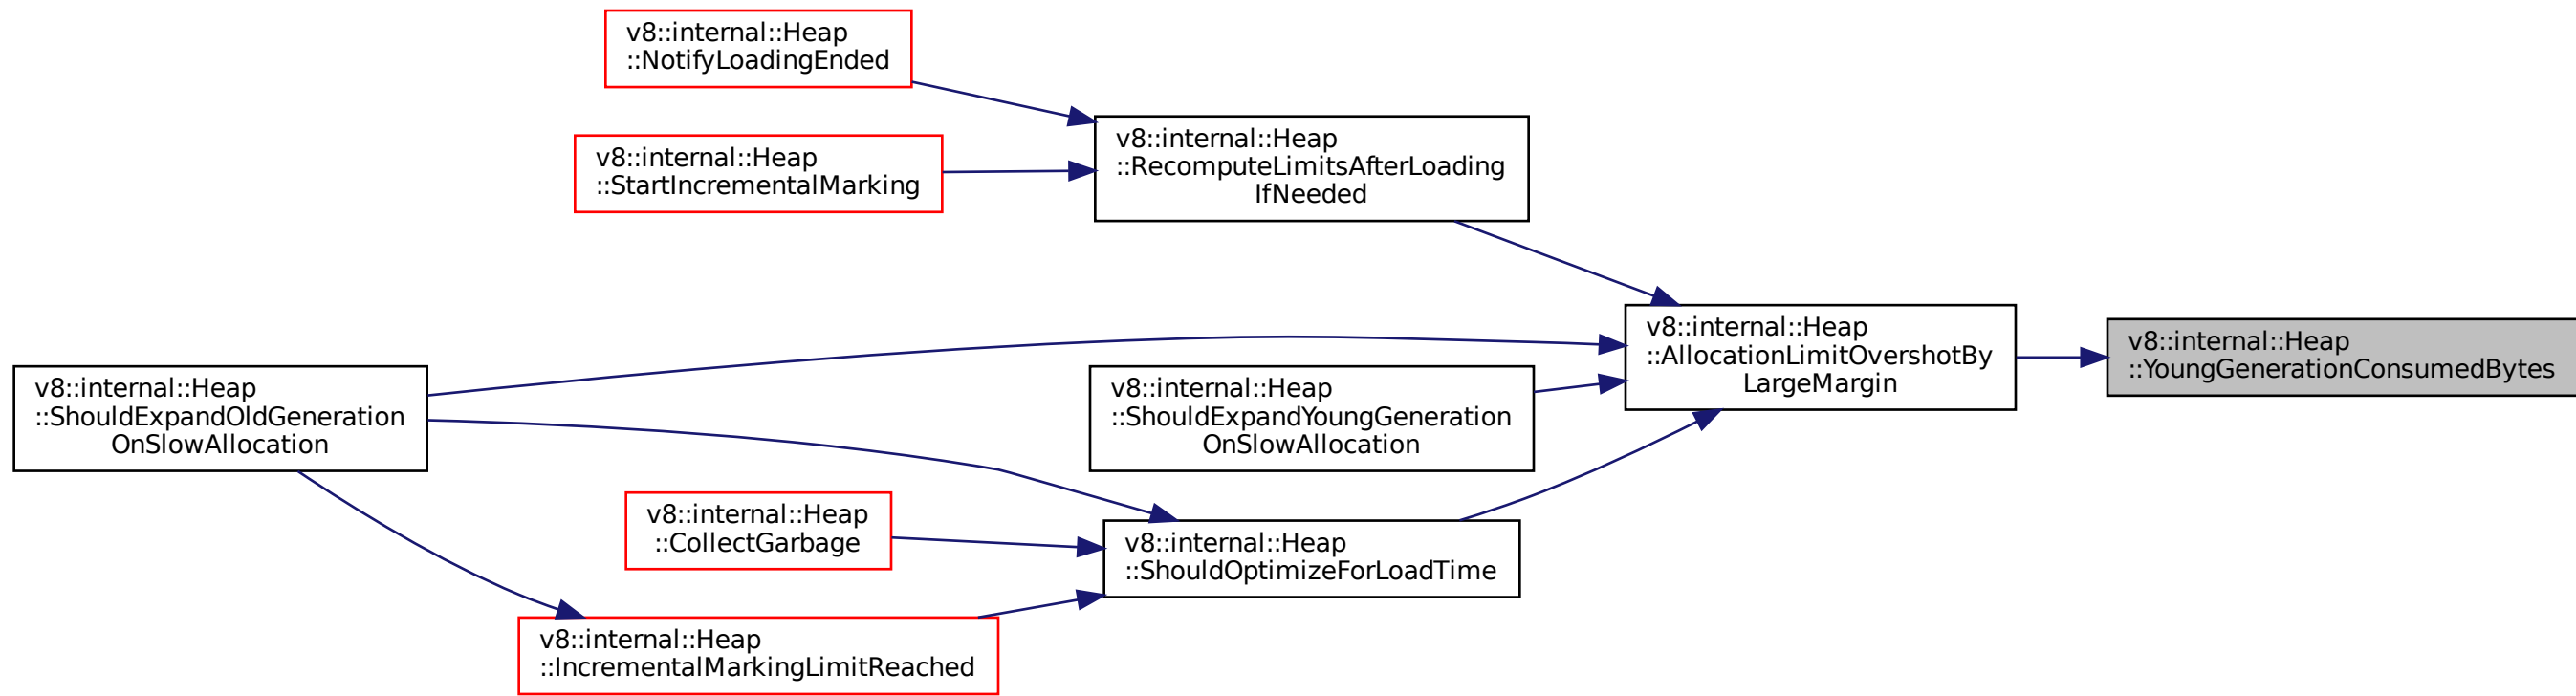 v8::internal::Heap
::NotifyLoadingEnded
v8::internal::Heap
::StartIncrementalMarking
v8::internal::Heap
::RecomputeLimitsAfterLoading
IfNeeded
v8::internal::Heap
::AllocationLimitOvershotBy
LargeMargin
v8::internal::Heap
::YoungGenerationConsumedBytes
v8::internal::Heap
::ShouldExpandOldGeneration
OnSlowAllocation
v8::internal::Heap
::ShouldExpandYoungGeneration
OnSlowAllocation
v8::internal::Heap
::CollectGarbage
v8::internal::Heap
::ShouldOptimizeForLoadTime
v8::internal::Heap
::IncrementalMarkingLimitReached